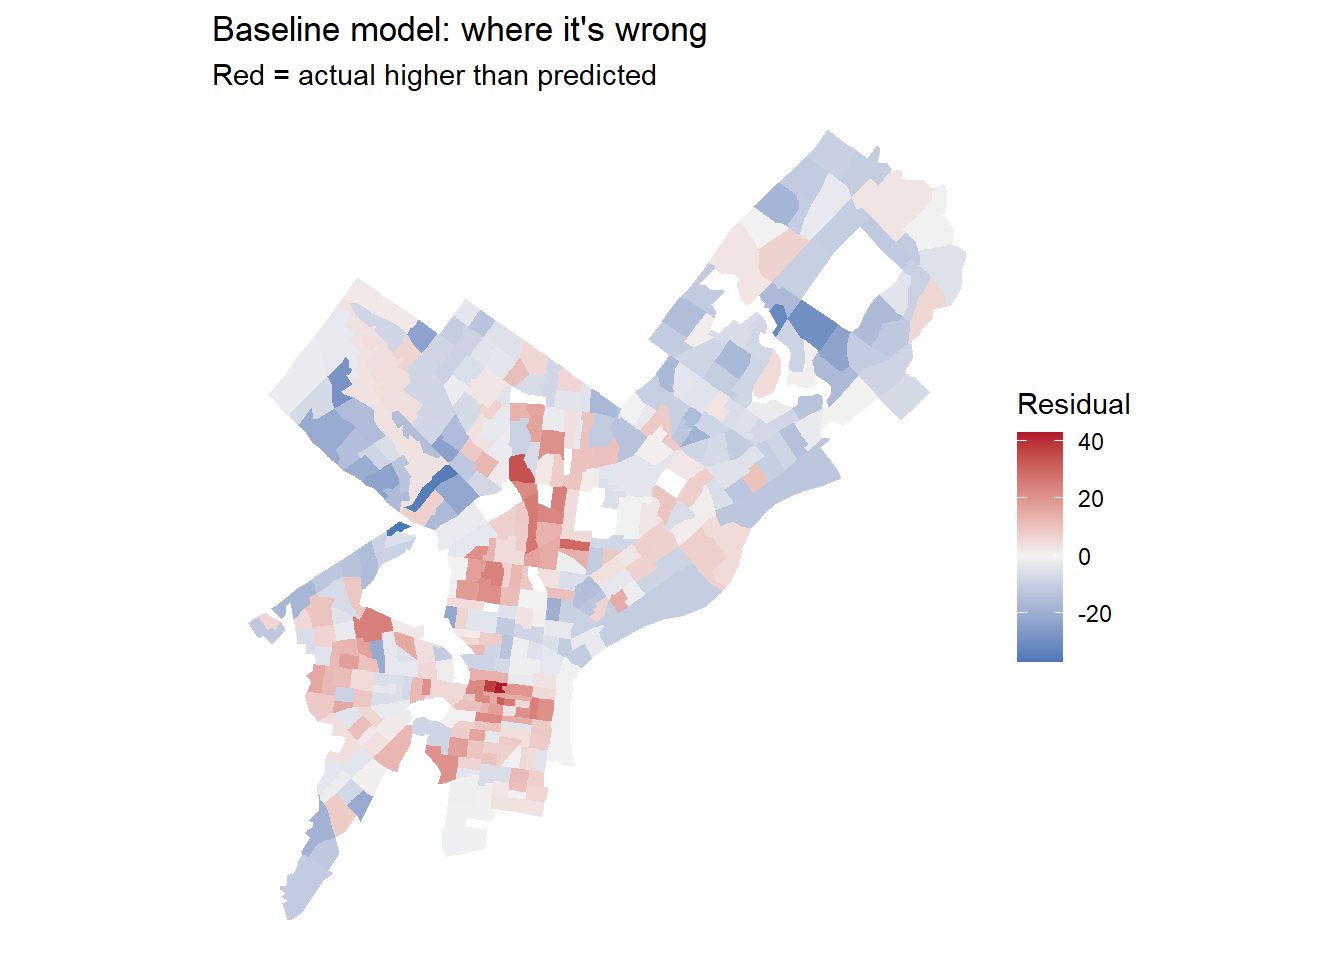 Baseline model: where it's wrong
Red = actual higher than predicted
Residual
40
20
0
-20